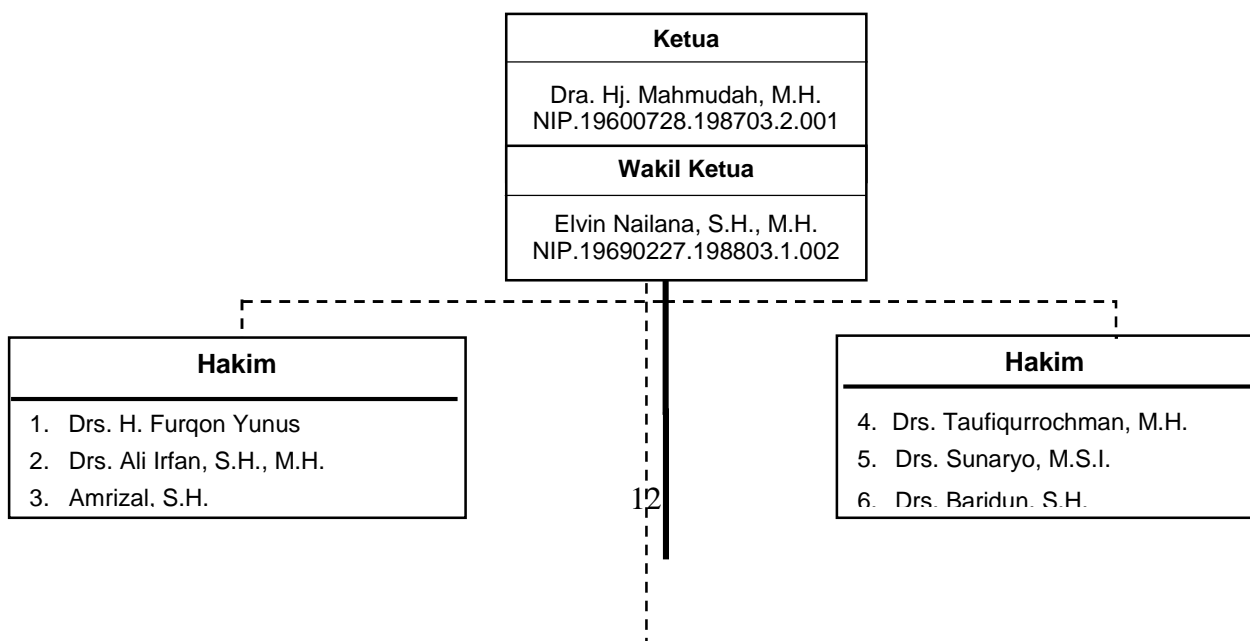 Ketua
Dra. Hj. Mahmudah, M.H.
NIP.19600728.198703.2.001
Wakil Ketua
Elvin Nailana, S.H., M.H.
NIP.19690227.198803.1.002
Hakim
1. Drs. H. Furqon Yunus
2. Drs. Ali Irfan, S.H., M.H.
3. Amrizal, S.H.
Hakim
4. Drs. Taufiqurrochman, M.H.
5. Drs. Sunaryo, M.S.I.
6. Drs. Baridun, S.H.
12